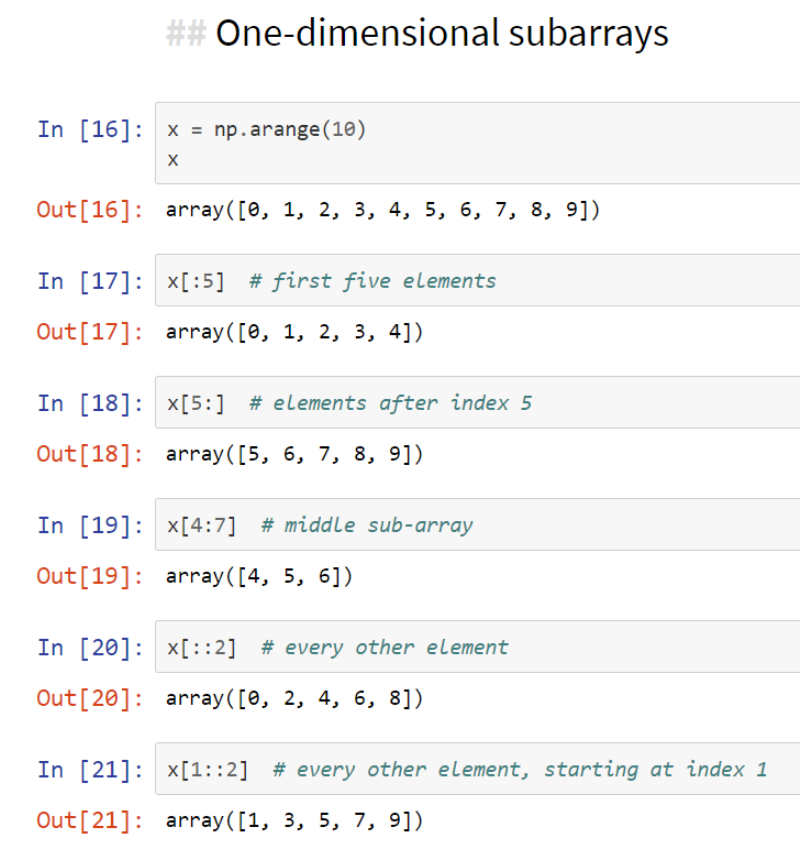 ## One-dimensional subarrays
In [16]: x = np.arange(10)
x
Out[16]: array([0, 1, 2, 3, 4, 5, 6, 7, 8, 9])
In [17]: x[:5]  # first five elements
Out[17]: array([0, 1, 2, 3, 4])
In [18]: x[5:]  # elements after index 5
Out[18]: array([5, 6, 7, 8, 9])
In [19]: x[4:7]  # middle sub-array
Out[19]: array([4, 5, 6])
In [20]: x[::2]  # every other element
Out[20]: array([0, 2, 4, 6, 8])
In [21]: x[1::2]  # every other element, starting at index 1
Out[21]: array([1, 3, 5, 7, 9])